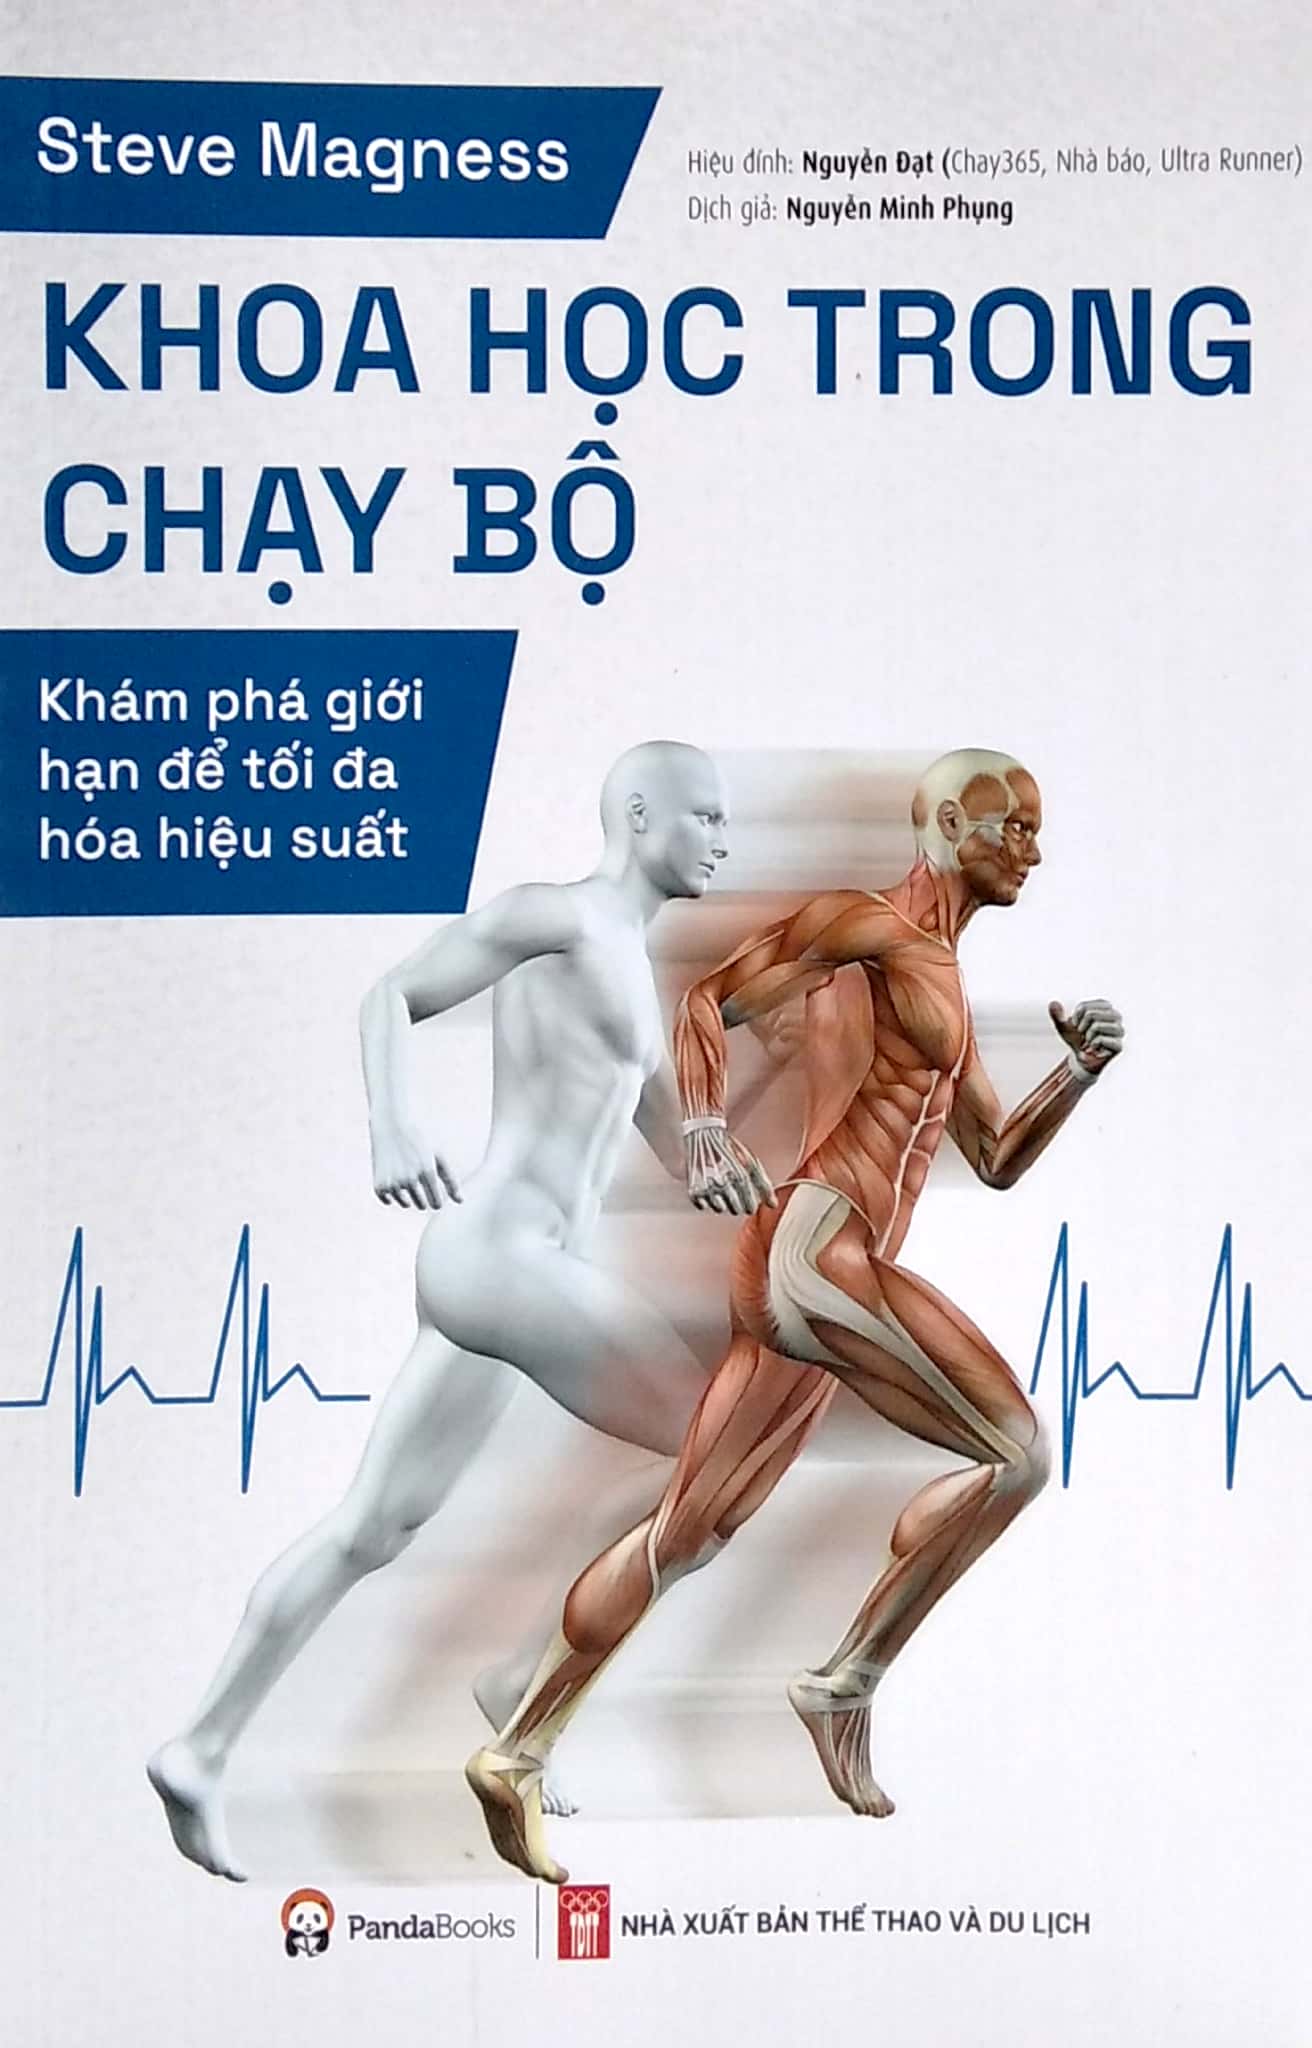 Steve Magness
Hiệu đính: Nguyễn Đạt (Chay365, Nhà báo, Ultra Runner)
Dịch giả: Nguyễn Minh Phụng
KHOA HỌC TRONG
CHẠY BỘ
Khám phá giới
hạn để tối đa
hóa hiệu suất
PandaBooks
NHÀ XUẤT BẢN THỂ THAO VÀ DU LỊCH